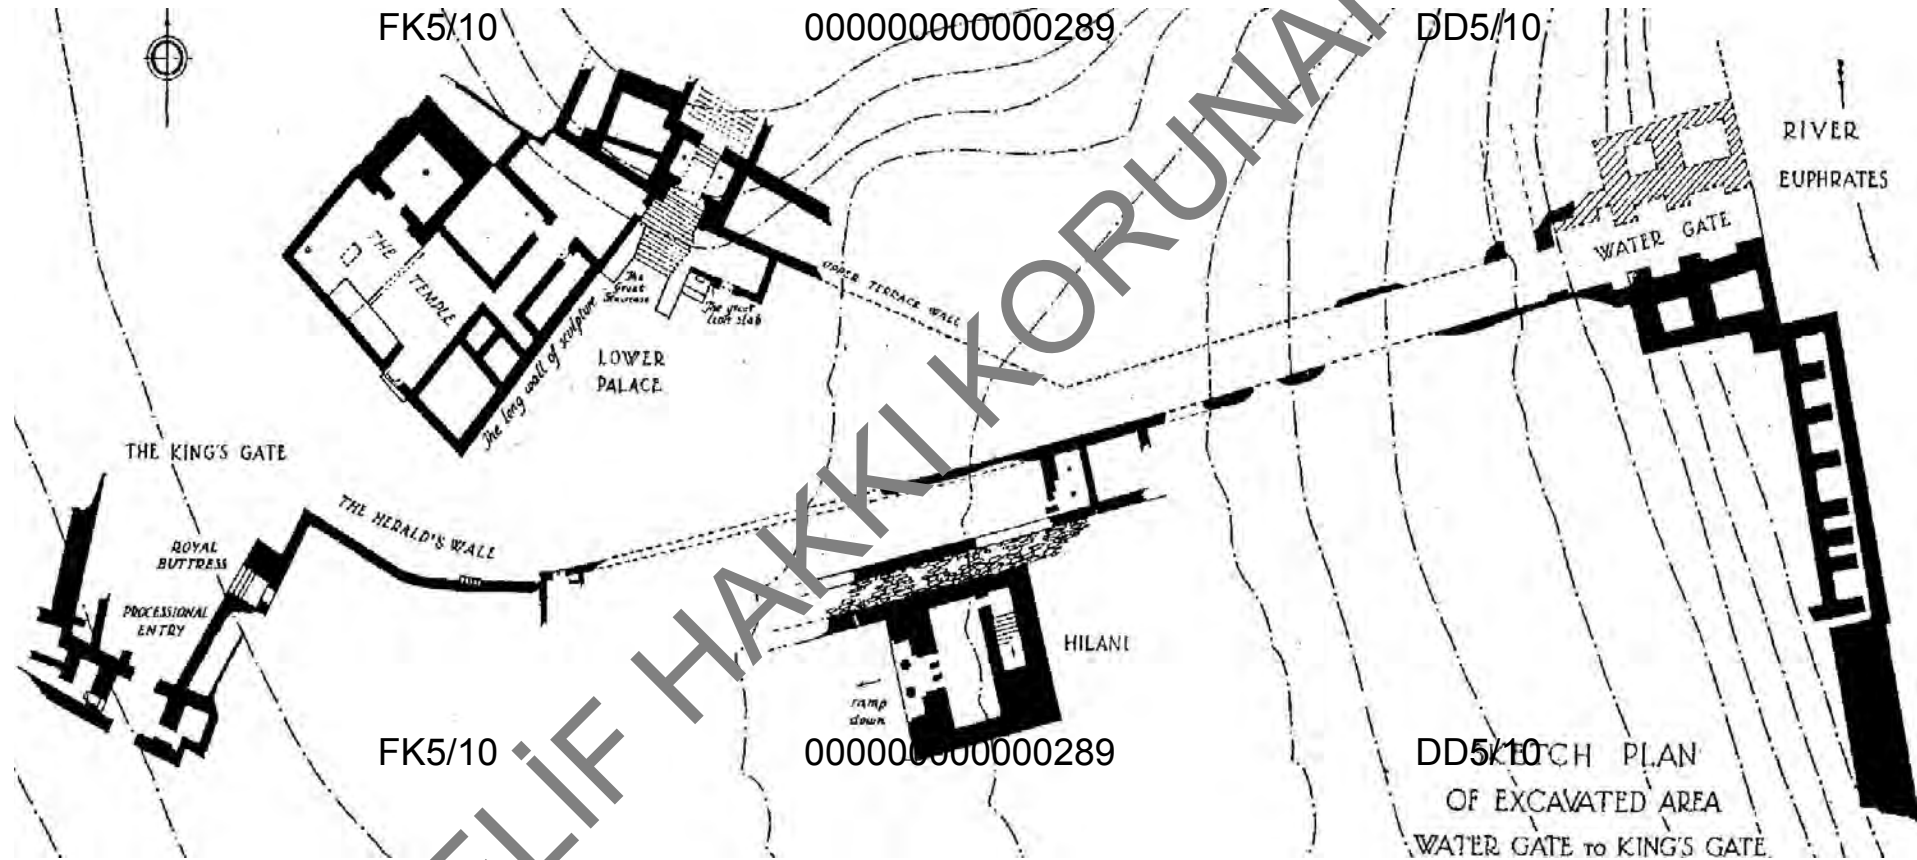 FK5/10 000000000000289 DD5/10
RIVER
EUPHRATES
WATER GATE
THE
TEMPLE
The
Great
Staircase
The great
lion slab
UPPER TERRACE WALL
The long wall of sculpture
LOWER
PALACE
THE KING'S GATE
THE HERALD'S WALL
ROYAL
BUTTRESS
PROCESSIONAL
ENTRY
HILANI
ramp
down
FK5/10 000000000000289 DD5/10
SKETCH PLAN
OF EXCAVATED AREA
WATER GATE TO KING'S GATE
ELİF HAKKI KORUNA